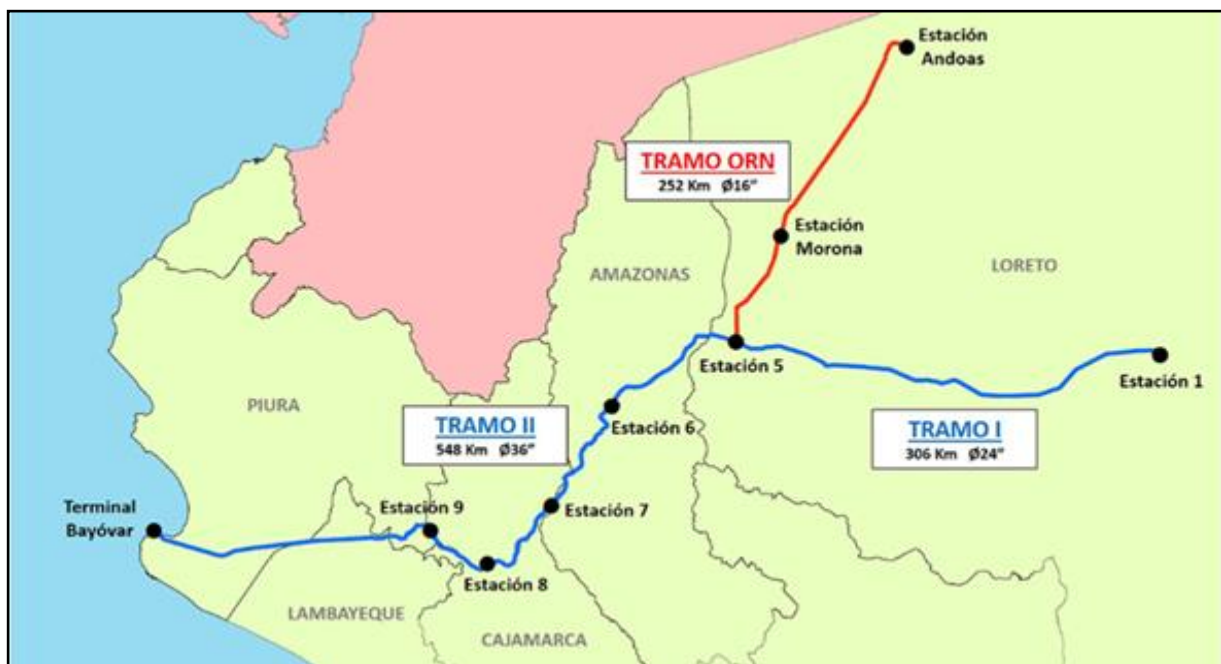 Estación
Andoas
TRAMO ORN
252 Km Ø16”
Estación
Morona
AMAZONAS
LORETO
Estación 5
Estación 1
PIURA
TRAMO II
548 Km Ø36”
Estación 6
TRAMO I
306 Km Ø24”
Terminal
Bayóvar
Estación 9
Estación 7
Estación 8
LAMBAYEQUE
CAJAMARCA